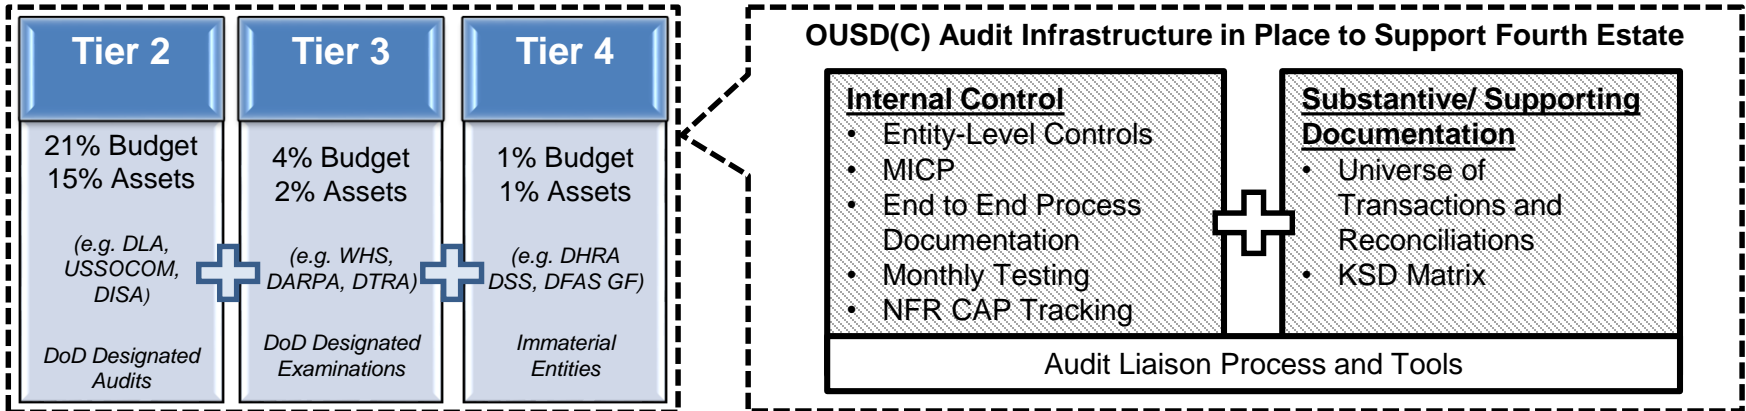 Tier 2
21% Budget
15% Assets
(e.g. DLA,
USSOCOM,
DISA)
DoD Designated
Audits
Tier 3
4% Budget
2% Assets
(e.g. WHS,
DARPA, DTRA)
DoD Designated
Examinations
Tier 4
1% Budget
1% Assets
(e.g. DHRA
DSS, DFAS GF)
Immaterial
Entities
OUSD(C) Audit Infrastructure in Place to Support Fourth Estate
Internal Control
• Entity-Level Controls
• MICP
• End to End Process
Documentation
• Monthly Testing
• NFR CAP Tracking
Substantive/ Supporting
Documentation
• Universe of
Transactions and
Reconciliations
• KSD Matrix
Audit Liaison Process and Tools